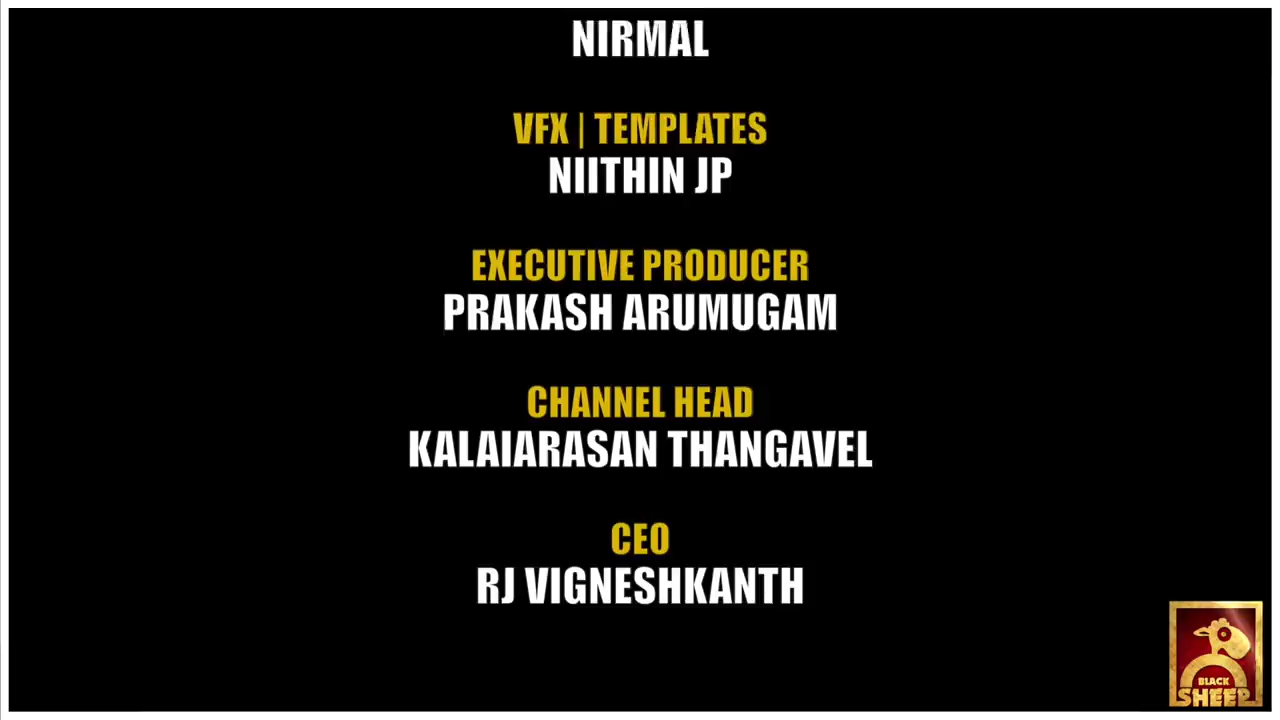 NIRMAL
VFX | TEMPLATES
NIITHIN JP
EXECUTIVE PRODUCER
PRAKASH ARUMUGAM
CHANNEL HEAD
KALAIARASAN THANGAVEL
CEO
RJ VIGNESHKANTH
BLACK
SHEEP